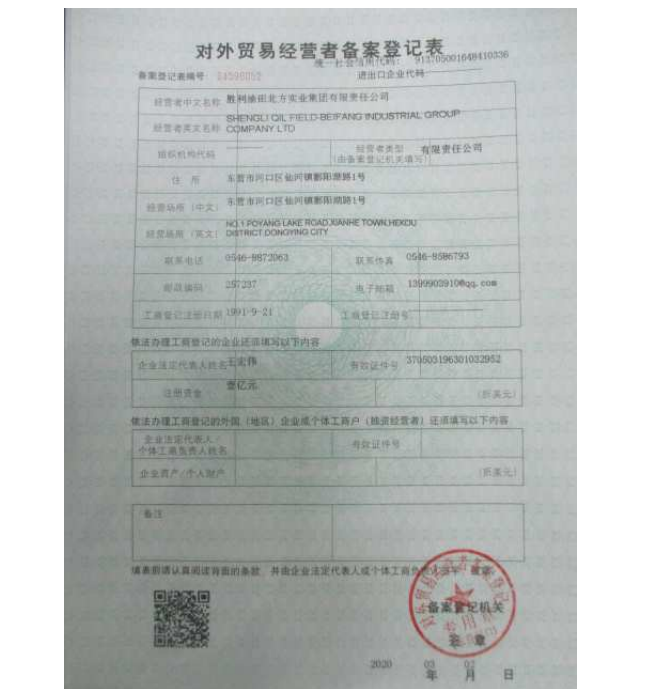 对外贸易经营者备案登记表
统一社会信用代码: 913705001648410336
备案登记表编号: 04598052
进出口企业代码
经营者中文名称 胜利油田北方实业集团有限责任公司
经营者英文名称 SHENGLI OIL FIELD-BEIFANG INDUSTRIAL GROUP COMPANY.LTD
组织机构代码 经营者类型 有限责任公司
(由备案登记机关填写)
住 所 东营市河口区仙河镇鄱阳湖路1号
经营场所（中文） 东营市河口区仙河镇鄱阳湖路1号
经营场所（英文） NO.1 POYANG LAKE ROAD,XIANHE TOWN,HEKOU DISTRICT,DONGYING CITY
联系电话 0546-8872063 联系传真 0546-8586793
邮政编码 257237 电子邮箱 1399903910@qq.com
工商登记注册日期 1991-9-21 工商登记注册号
依法办理工商登记的企业还须填写以下内容
企业法定代表人姓名 王宏伟 有效证件号 370503196301032952
注册资金 壹亿元 (折美元)
依法办理工商登记的外国（地区）企业或个体工商户（独资经营者）还须填写以下内容
企业法定代表人/
个体工商负责人姓名 有效证件号
企业资产/个人财产 (折美元)
备注
填表前请认真阅读背面的条款，并由企业法定代表人或个体工商负责人签字、盖章
备案登记机关
签 章
2020 03 02
年 月 日